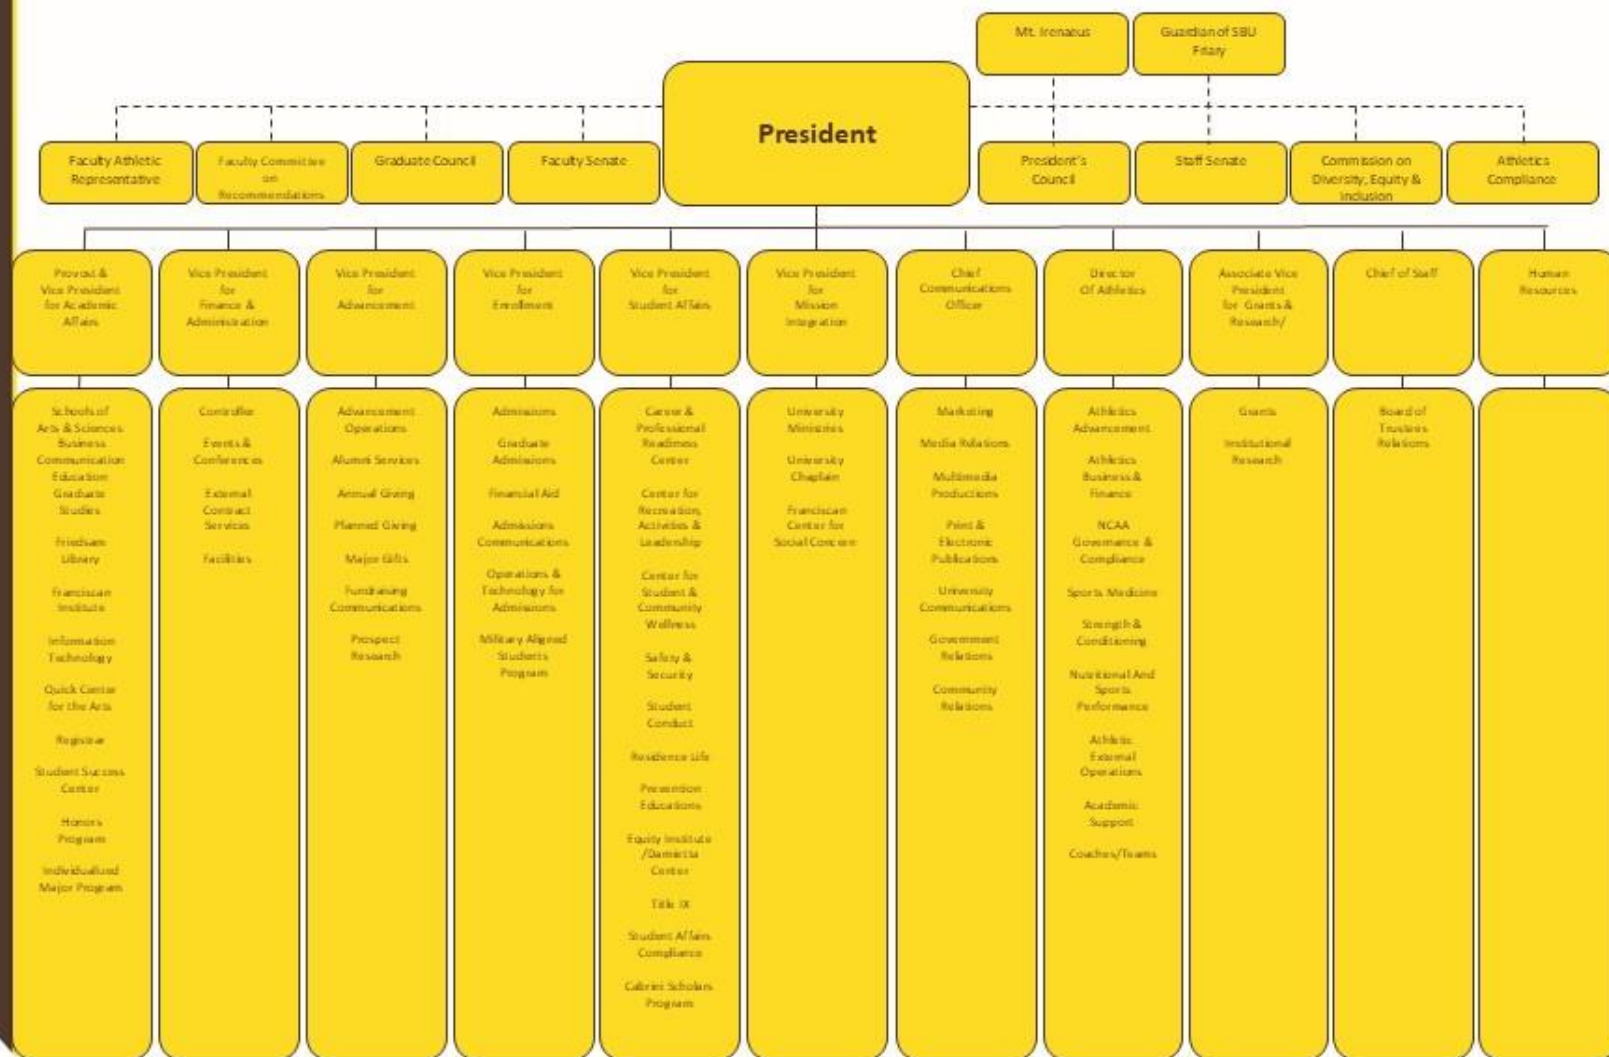 Mt. Irenaeus
Guardian of SBU
Friary
President
Faculty Athletic
Representative
Faculty Committee
on
Recommendations
Graduate Council
Faculty Senate
President's
Council
Staff Senate
Commission on
Diversity, Equity &
Inclusion
Athletics
Compliance
Provost &
Vice President
for Academic
Affairs
Vice President
for
Finance &
Administration
Vice President
for
Advancement
Vice President
for
Enrollment
Vice President
for
Student Affairs
Vice President
for
Mission
Integration
Chief
Communications
Officer
Director
Of Athletics
Associate Vice
President
for Grants &
Research/
Chief of Staff
Human
Resources
Schools of
Arts & Sciences
Business
Communication
Education
Graduate
Studies
Friedsam
Library
Franciscan
Institute
Information
Technology
Quick Center
for the Arts
Registrar
Student Success
Center
Honors
Program
Individualized
Major Program
Controller
Events &
Conferences
External
Contract
Services
Facilities
Advancement
Operations
Alumni Services
Annual Giving
Planned Giving
Major Gifts
Fundraising
Communications
Prospect
Research
Admissions
Graduate
Admissions
Financial Aid
Admissions
Communications
Operations &
Technology for
Admissions
Military Aligned
Students
Program
Career &
Professional
Readiness
Center
Center for
Recreation,
Activities &
Leadership
Center for
Student &
Community
Wellness
Safety &
Security
Student
Conduct
Residence Life
Prevention
Educations
Equity Institute
/Damietta
Center
Title IX
Student Affairs
Compliance
Cabrini Scholars
Program
University
Ministries
University
Chaplain
Franciscan
Center for
Social Concern
Marketing
Media Relations
Multimedia
Productions
Print &
Electronic
Publications
University
Communications
Government
Relations
Community
Relations
Athletics
Advancement
Athletics
Business &
Finance
NCAA
Governance &
Compliance
Sports Medicine
Strength &
Conditioning
Nutritional And
Sports
Performance
Athletic
External
Operations
Academic
Support
Coaches/Teams
Grants
Institutional
Research
Board of
Trustees
Relations